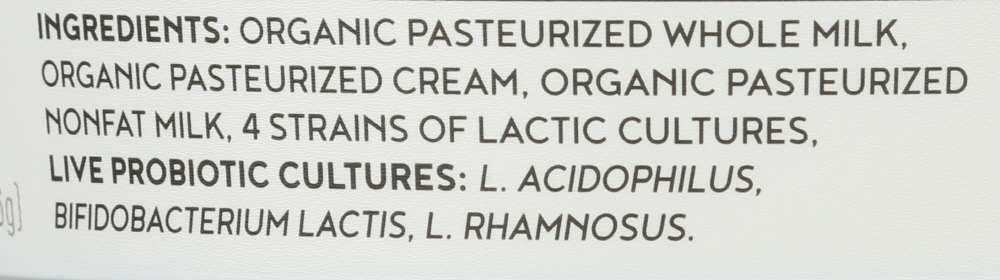 INGREDIENTS: ORGANIC PASTEURIZED WHOLE MILK,
ORGANIC PASTEURIZED CREAM, ORGANIC PASTEURIZED
NONFAT MILK, 4 STRAINS OF LACTIC CULTURES,
LIVE PROBIOTIC CULTURES: L. ACIDOPHILUS,
BIFIDOBACTERIUM LACTIS, L. RHAMNOSUS.